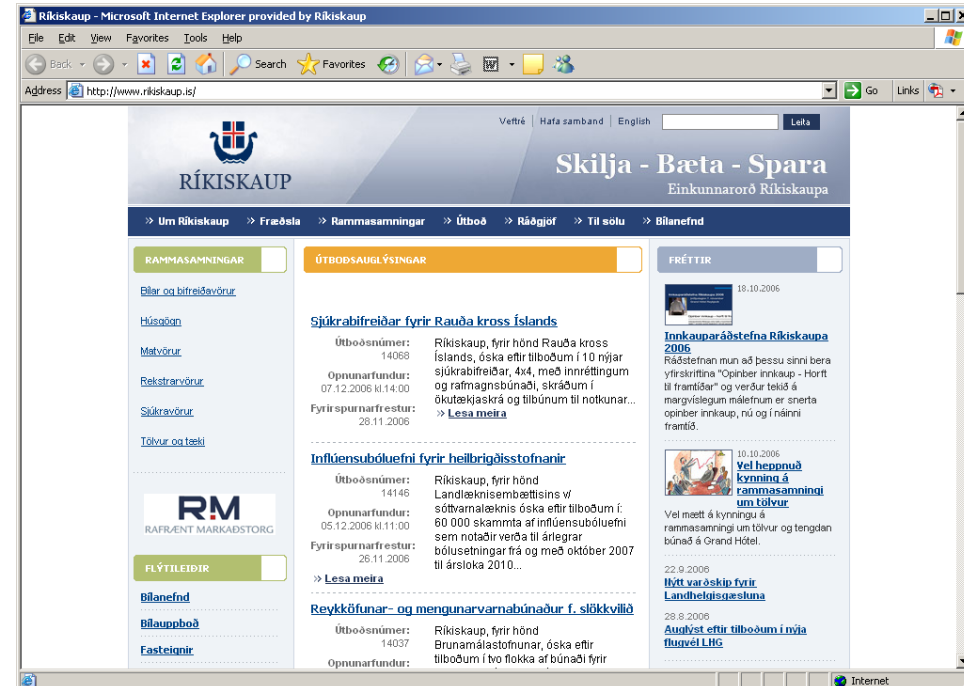 Ríkiskaup - Microsoft Internet Explorer provided by Ríkiskaup
File Edit View Favorites Tools Help
Back Search Favorites
Address http://www.rikiskaup.is/ Go Links
Veftré Hafa samband English Leita
RÍKISKAUP
Skilja - Bæta - Spara
Einkunnarorð Ríkiskaupa
» Um Ríkiskaup » Fræðsla » Rammasamningar » Útboð » Ráðgjöf » Til sölu » Bílanefnd
RAMMASAMNINGAR
Bílar og bifreiðavörur
Húsgögn
Matvörur
Rekstrarvörur
Sjúkravörur
Tölvur og tæki
RM
RAFRÆNT MARKAÐSTORG
FLÝTILEIÐIR
Bílanefnd
Bílauppboð
Fasteignir
ÚTBOÐSAUGLÝSINGAR
Sjúkrabifreiðar fyrir Rauða kross Íslands
Útboðsnúmer:
14068
Opnunarfundur:
07.12.2006 kl.14:00
Fyrirspurnarfrestur:
28.11.2006
Ríkiskaup, fyrir hönd Rauða kross
Íslands, óska eftir tilboðum í 10 nýjar
sjúkrabifreiðar, 4x4, með innréttingum
og rafmagnsbúnaði, skráðum í
ökutækjaskrá og tilbúnum til notkunar...
» Lesa meira
Inflúensubóluefni fyrir heilbrigðisstofnanir
Útboðsnúmer:
14146
Opnunarfundur:
05.12.2006 kl.11:00
Fyrirspurnarfrestur:
26.11.2006
Ríkiskaup, fyrir hönd
Landlæknisembættisins v/
sóttvarnalæknis óska eftir tilboðum í:
60 000 skammta af inflúensubóluefni
sem notaðir verða til árlegrar
bólusetningar frá og með október 2007
til ársloka 2010...
» Lesa meira
Reykköfunar- og mengunarvarnabúnaður f. slökkvilið
Útboðsnúmer:
14037
Opnunarfundur:
Ríkiskaup, fyrir hönd
Brunamálastofnunar, óska eftir
tilboðum í tvo flokka af búnaði fyrir
FRÉTTIR
18.10.2006
Innkauparáðstefna Ríkiskaupa
2006
Ráðstefnan mun að þessu sinni bera
yfirskriftina "Opinber innkaup - Horft
til framtíðar" og verður tekið á
margvíslegum málefnum er snerta
opinber innkaup, nú og í náinni
framtíð.
10.10.2006
Vel heppnuð
kynning á
rammasamningi
um tölvur
Vel mætt á kynningu á
rammasamningi um tölvur og tengdan
búnað á Grand Hótel.
22.9.2006
Nýtt varðskip fyrir
Landhelgisgæsluna
28.8.2006
Auglýst eftir tilboðum í nýja
flugvél LHG
Internet